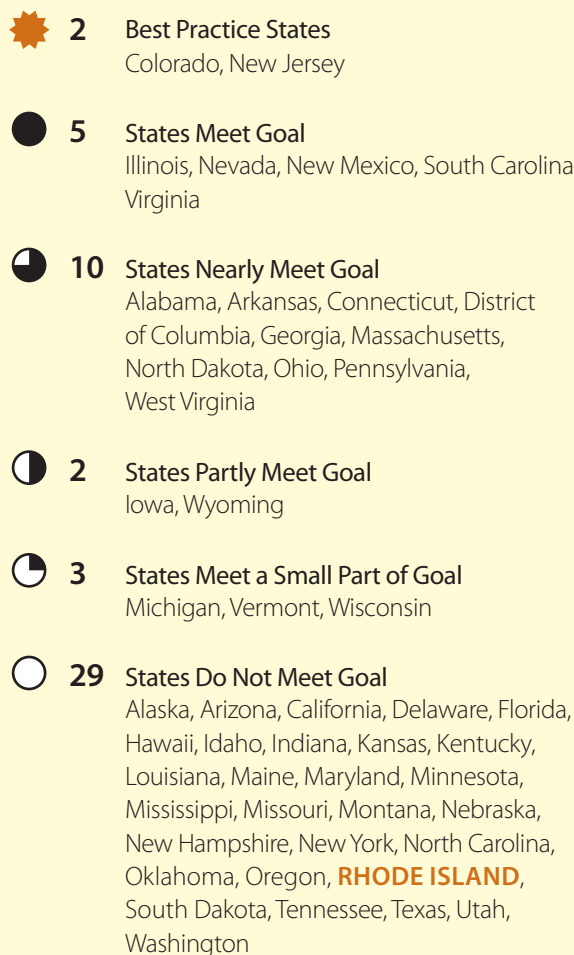 2 Best Practice States
Colorado, New Jersey
5 States Meet Goal
Illinois, Nevada, New Mexico, South Carolina
Virginia
10 States Nearly Meet Goal
Alabama, Arkansas, Connecticut, District
of Columbia, Georgia, Massachusetts,
North Dakota, Ohio, Pennsylvania,
West Virginia
2 States Partly Meet Goal
Iowa, Wyoming
3 States Meet a Small Part of Goal
Michigan, Vermont, Wisconsin
29 States Do Not Meet Goal
Alaska, Arizona, California, Delaware, Florida,
Hawaii, Idaho, Indiana, Kansas, Kentucky,
Louisiana, Maine, Maryland, Minnesota,
Mississippi, Missouri, Montana, Nebraska,
New Hampshire, New York, North Carolina,
Oklahoma, Oregon, RHODE ISLAND,
South Dakota, Tennessee, Texas, Utah,
Washington